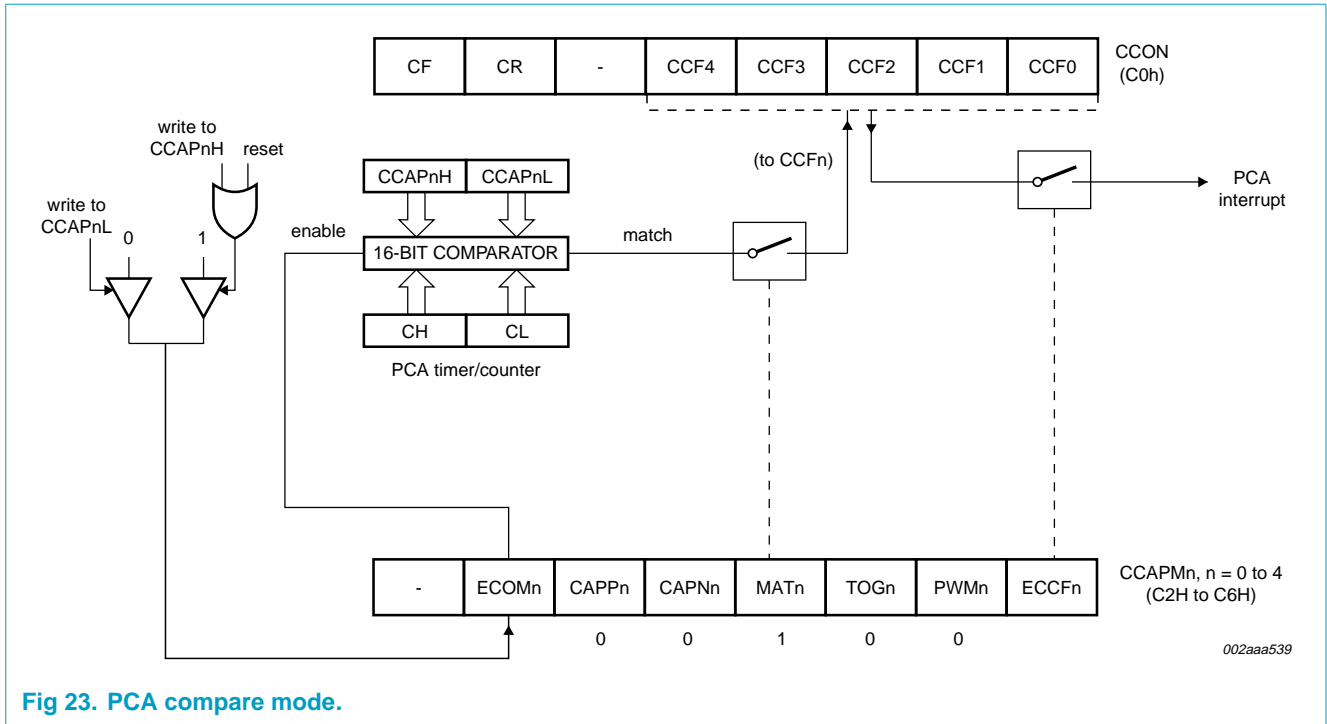 CF CR - CCF4 CCF3 CCF2 CCF1 CCF0
CCON
(C0h)
write to
CCAPnH reset
write to
CCAPnL
0 1
CCAPnH CCAPnL
enable
16-BIT COMPARATOR
match
(to CCFn)
PCA
interrupt
CH CL
PCA timer/counter
- ECOMn CAPPn CAPNn MATn TOGn PWMn ECCFn
CCAPMn, n = 0 to 4
(C2H to C6H)
0 0 1 0 0
002aaa539
Fig 23. PCA compare mode.